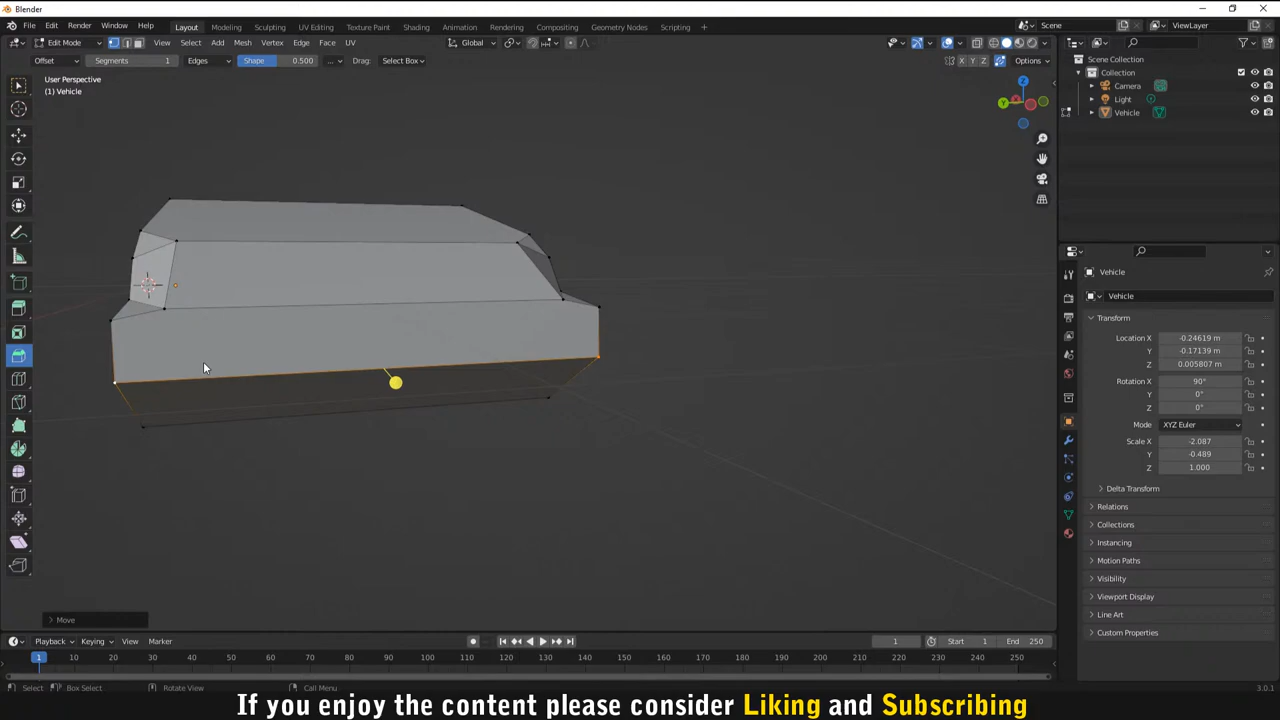 Blender
File Edit Render Window Help Layout Modeling Sculpting UV Editing Texture Paint Shading Animation Rendering Compositing Geometry Nodes Scripting Scene ViewLayer
Edit Mode View Select Add Mesh Vertex Edge Face UV Global
Offset Segments 1 Edges Shape 0.500 ... Drag: Select Box X Y Z Options
User Perspective
(1) Vehicle
Scene Collection
Collection
Camera
Light
Vehicle
Z
Y
Vehicle
Vehicle
Transform
Location X -0.24619 m
Y -0.17139 m
Z 0.005807 m
Rotation X 90°
Y 0°
Z 0°
Mode XYZ Euler
Scale X -2.087
Y -0.489
Z 1.000
Delta Transform
Relations
Collections
Instancing
Motion Paths
Visibility
Viewport Display
Line Art
Custom Properties
Move
Playback Keying View Marker 1 Start 1 End 250
1 10 20 30 40 50 60 70 80 90 100 110 120 130 140 150 160 170 180 190 200 210 220 230 240 250
Select Box Select Rotate View Call Menu 3.0.1
If you enjoy the content please consider Liking and Subscribing